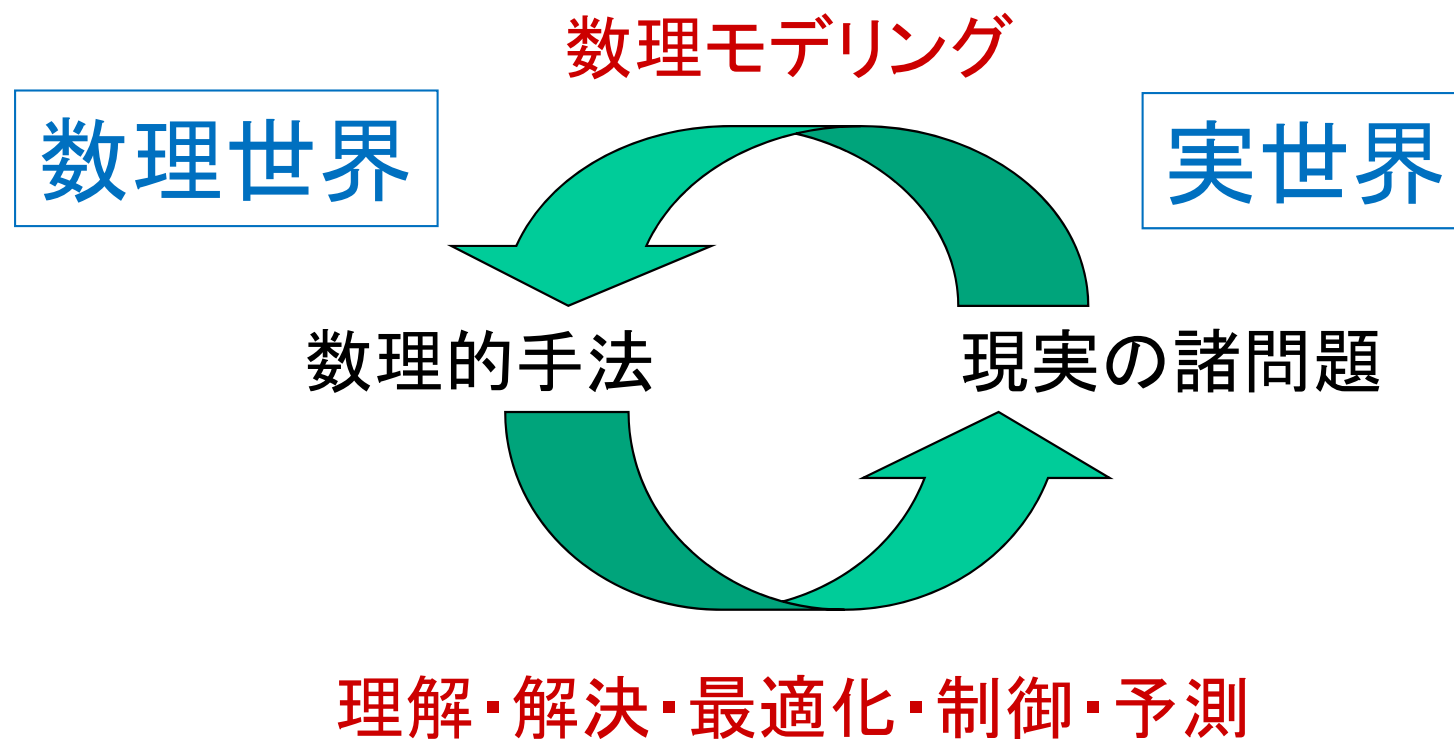 数理モデリング
数理世界
実世界
数理的手法
現実の諸問題
理解・解決・最適化・制御・予測